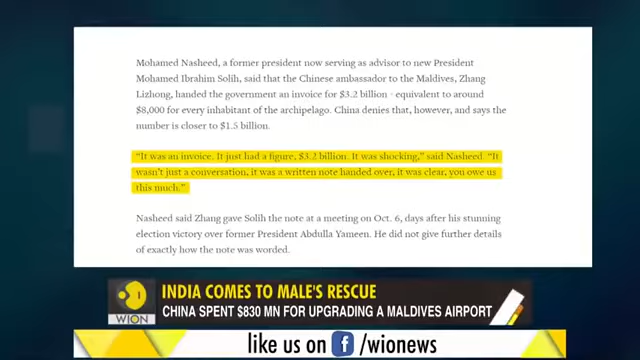 Mohamed Nasheed, a former president now serving as advisor to new President
Mohamed Ibrahim Solih, said that the Chinese ambassador to the Maldives, Zhang
Lizhong, handed the government an invoice for $3.2 billion - equivalent to around
$8,000 for every inhabitant of the archipelago. China denies that, however, and says the
number is closer to $1.5 billion.
"It was an invoice. It just had a figure, $3.2 billion. It was shocking," said Nasheed. "It
wasn't just a conversation, it was a written note handed over, it was clear, you owe us
this much."
Nasheed said Zhang gave Solih the note at a meeting on Oct. 6, days after his stunning
election victory over former President Abdulla Yameen. He did not give further details
of exactly how the note was worded.
WION
INDIA COMES TO MALE'S RESCUE
CHINA SPENT $830 MN FOR UPGRADING A MALDIVES AIRPORT
like us on f /wionews